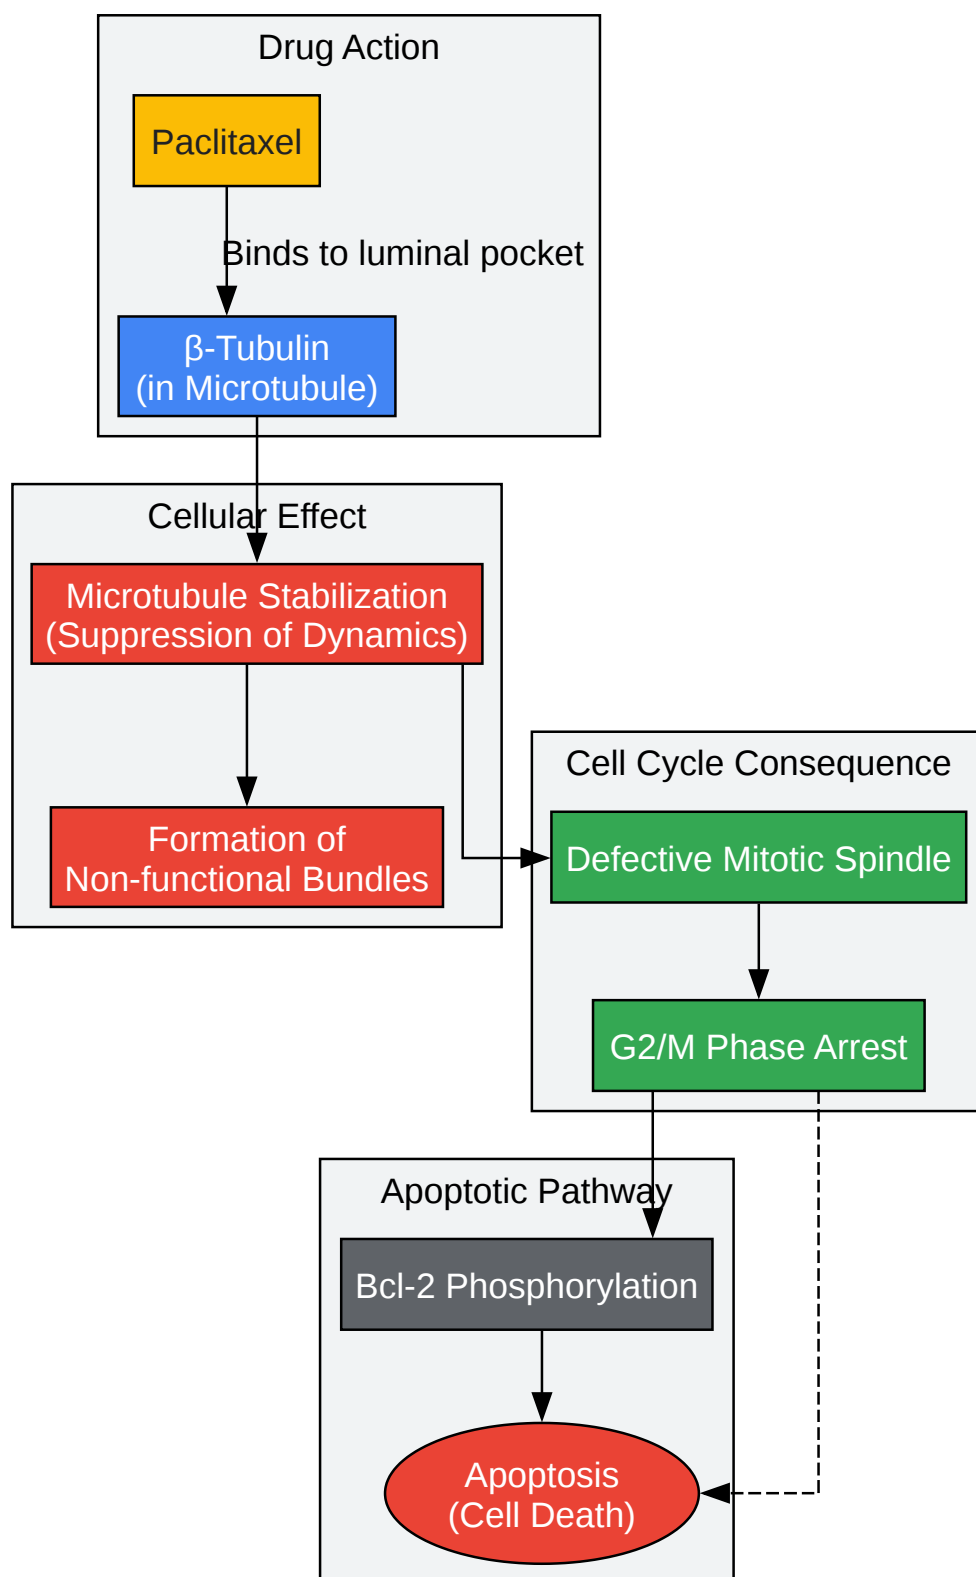 Drug Action
Paclitaxel
Binds to luminal pocket
β-Tubulin
(in Microtubule)
Cellular Effect
Microtubule Stabilization
(Suppression of Dynamics)
Formation of
Non-functional Bundles
Cell Cycle Consequence
Defective Mitotic Spindle
G2/M Phase Arrest
Apoptotic Pathway
Bcl-2 Phosphorylation
Apoptosis
(Cell Death)